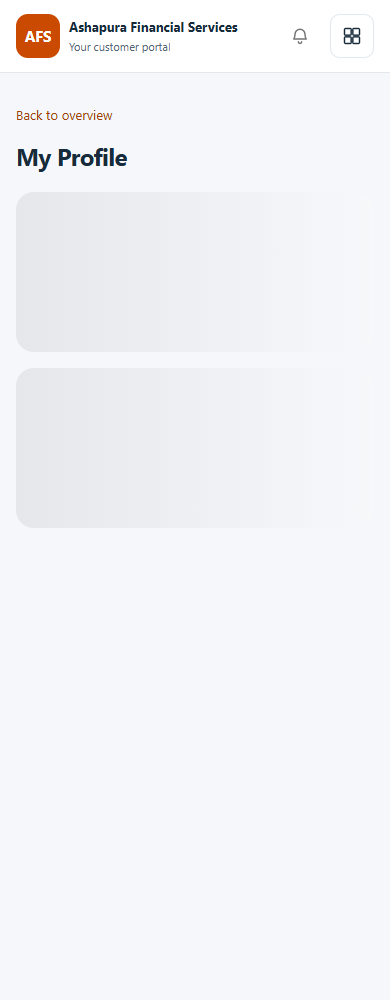 AFS
Ashapura Financial Services
Your customer portal
Back to overview
My Profile